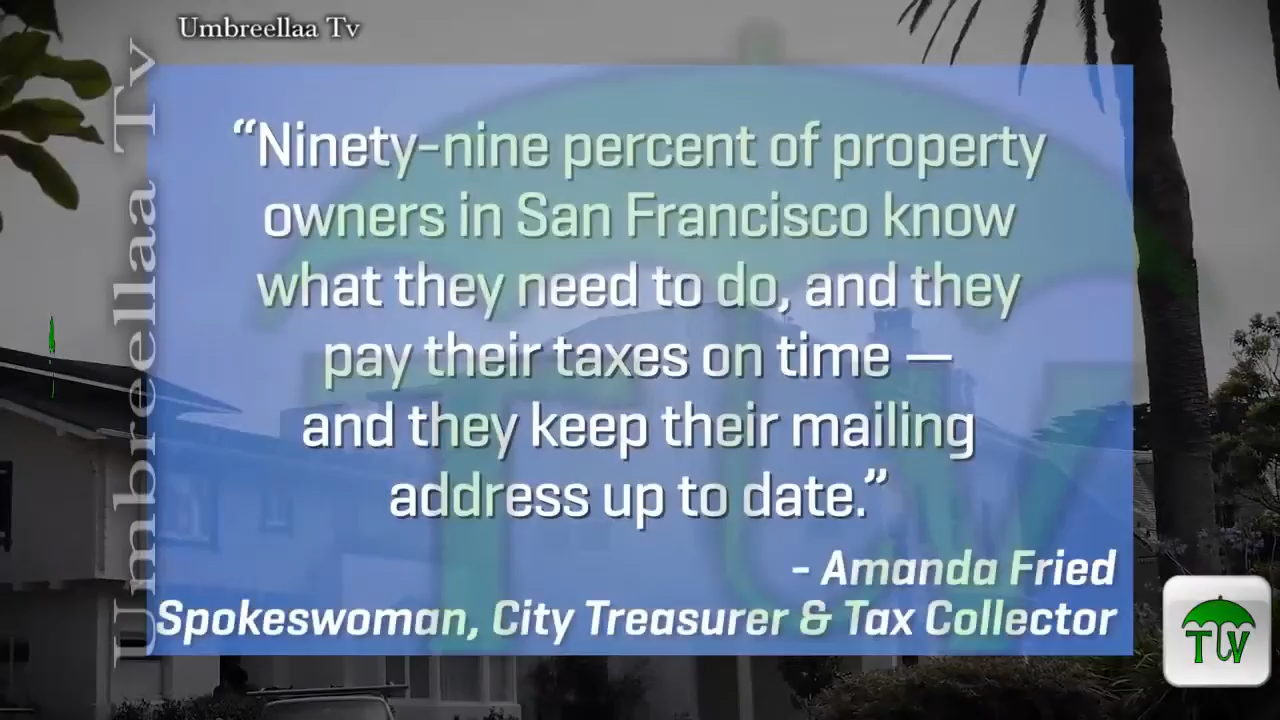 Umbreellaa Tv
Umbreellaa Tv
“Ninety-nine percent of property
owners in San Francisco know
what they need to do, and they
pay their taxes on time —
and they keep their mailing
address up to date.”
- Amanda Fried
Spokeswoman, City Treasurer & Tax Collector
TV
TV